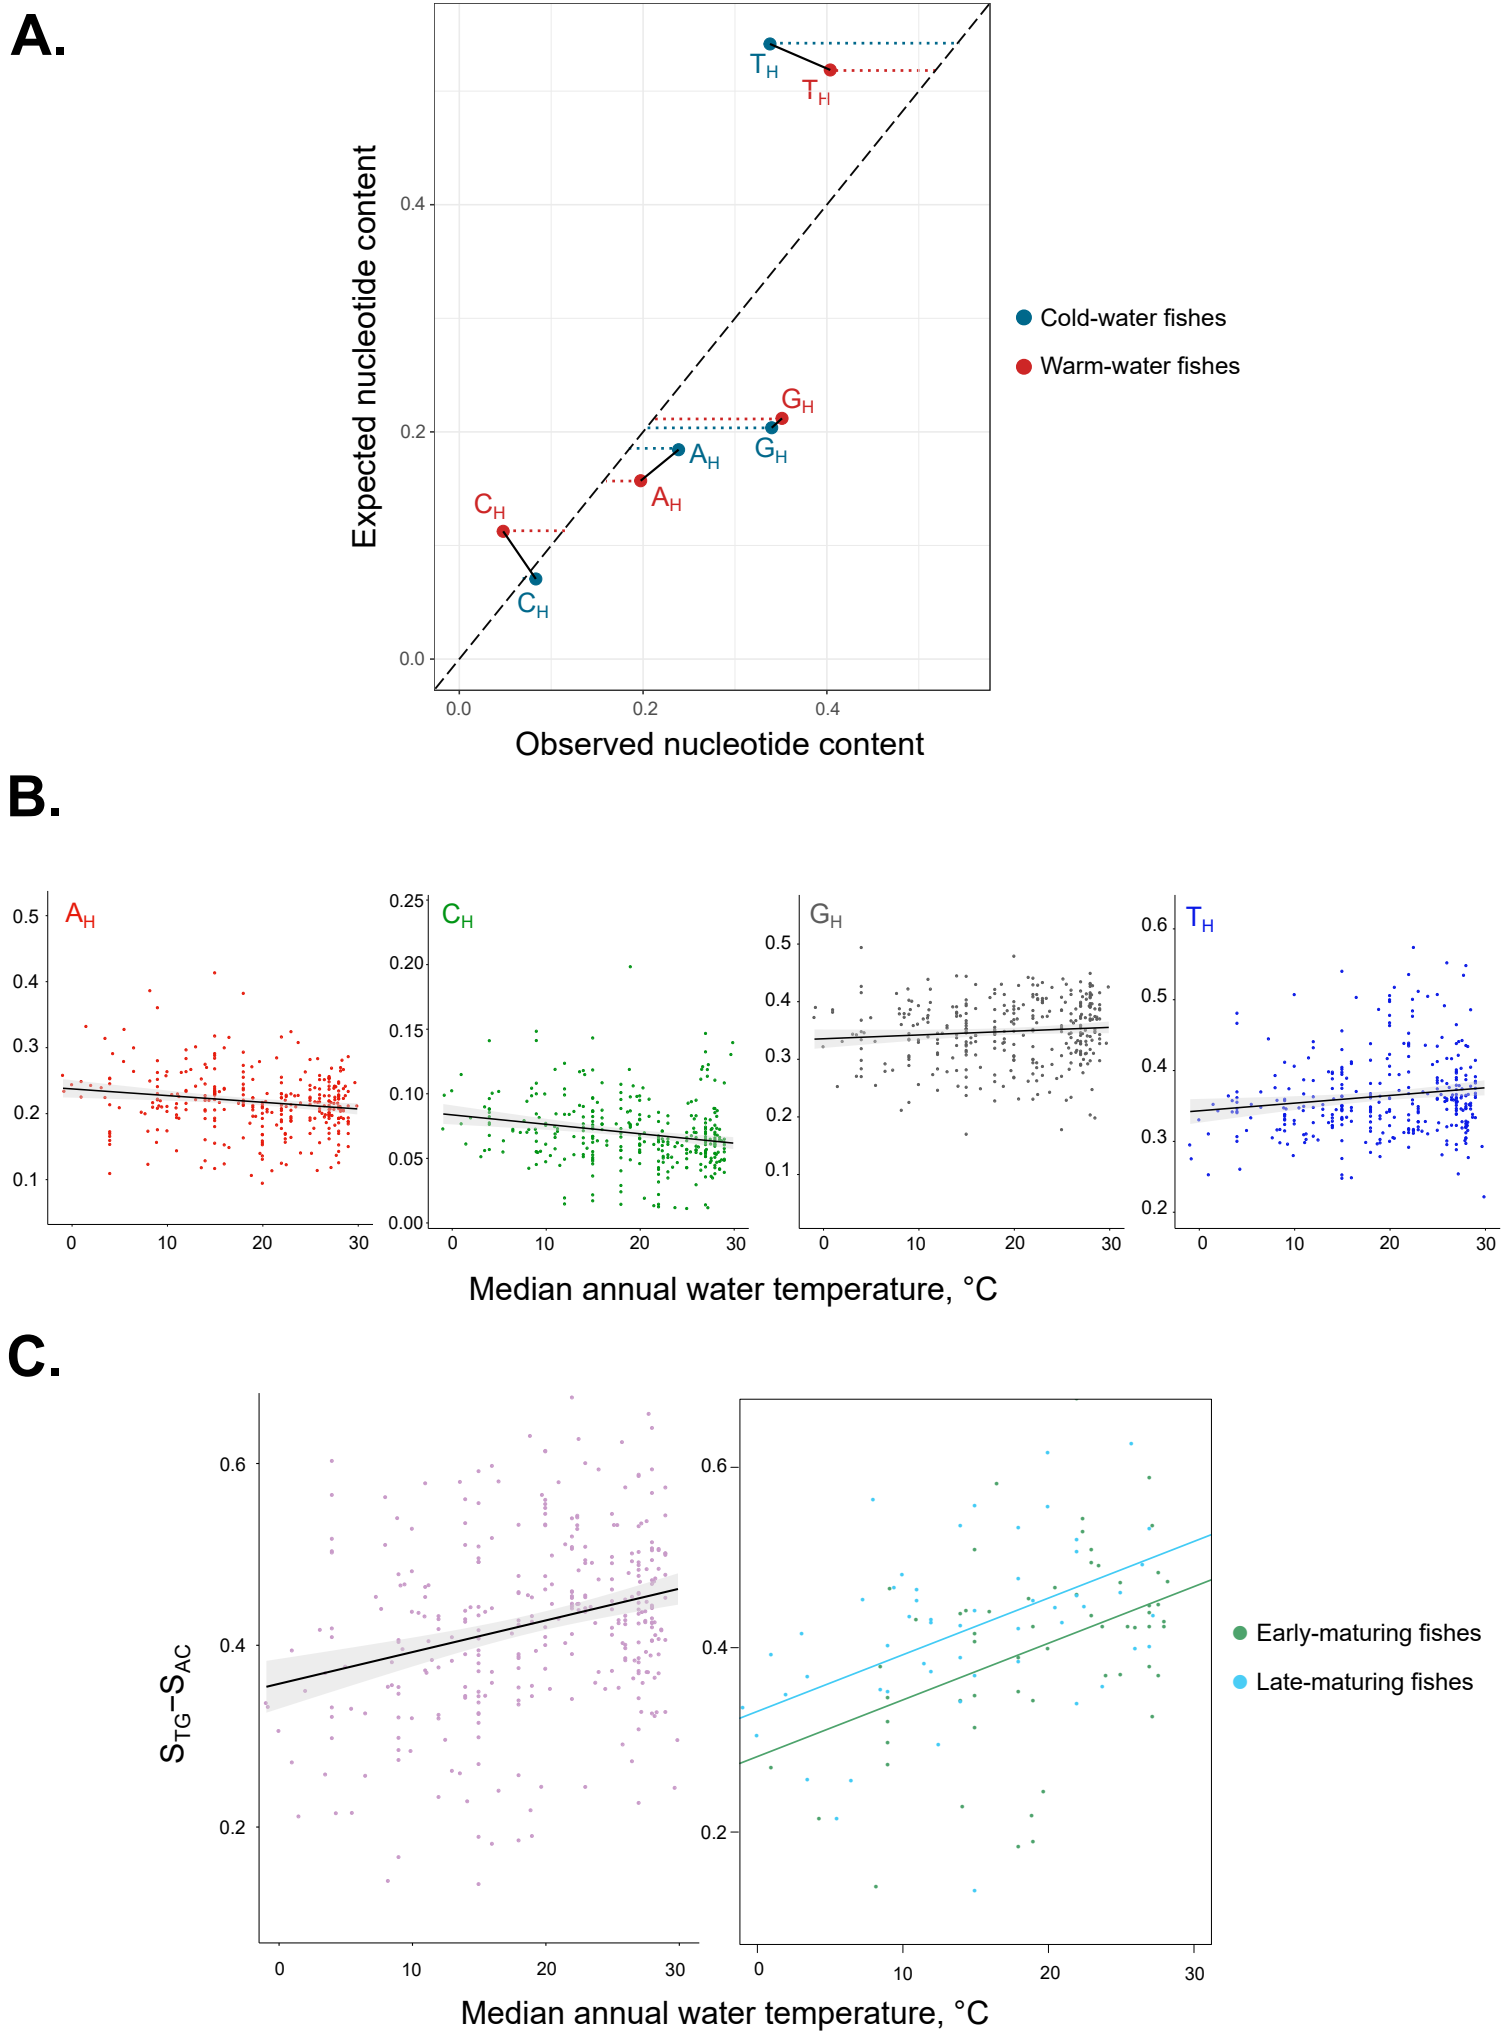 A.
Expected nucleotide content
0.4
0.2
0.0
T_H
T_H
G_H
G_H
A_H
A_H
C_H
C_H
0.0 0.2 0.4
Observed nucleotide content
Cold-water fishes
Warm-water fishes
B.
A_H
0.5
0.4
0.3
0.2
0.1
0 10 20 30
C_H
0.25
0.20
0.15
0.10
0.05
0.00
0 10 20 30
G_H
0.5
0.4
0.3
0.2
0.1
0 10 20 30
T_H
0.6
0.5
0.4
0.3
0.2
0 10 20 30
Median annual water temperature, °C
C.
S_TG–S_AC
0.6
0.4
0.2
0 10 20 30
0.6
0.4
0.2
0 10 20 30
Early-maturing fishes
Late-maturing fishes
Median annual water temperature, °C